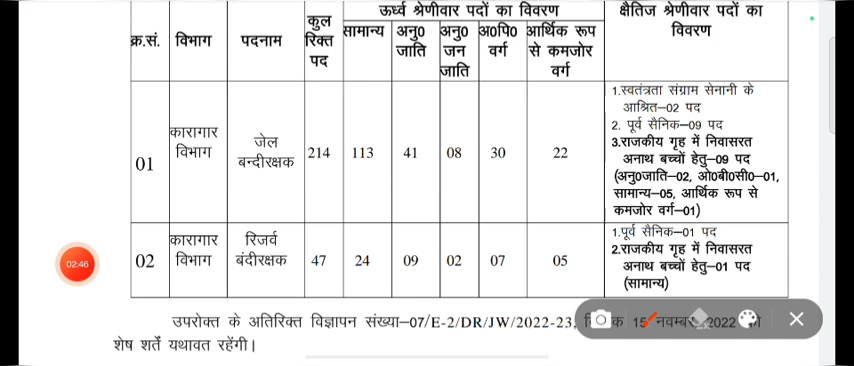 क्र.सं. विभाग पदनाम कुल रिक्त पद ऊर्ध्व श्रेणीवार पदों का विवरण क्षैतिज श्रेणीवार पदों का विवरण
सामान्य अनु0 जाति अनु0 जन जाति अ0पि0 वर्ग आर्थिक रूप से कमजोर वर्ग
01 कारागार विभाग जेल बन्दीरक्षक 214 113 41 08 30 22
1.स्वतंत्रता संग्राम सेनानी के
आश्रित–02 पद
2. पूर्व सैनिक–09 पद
3.राजकीय गृह में निवासरत
अनाथ बच्चों हेतु–09 पद
(अनु0जाति–02, ओ0बी0सी0–01,
सामान्य–05, आर्थिक रूप से
कमजोर वर्ग–01)
02 कारागार विभाग रिजर्व बंदीरक्षक 47 24 09 02 07 05
1.पूर्व सैनिक–01 पद
2.राजकीय गृह में निवासरत
अनाथ बच्चों हेतु–01 पद
(सामान्य)
02:46
उपरोक्त के अतिरिक्त विज्ञापन संख्या–07/E-2/DR/JW/2022-23, 15 नवम्बर, 2022
शेष शर्तें यथावत रहेंगी।